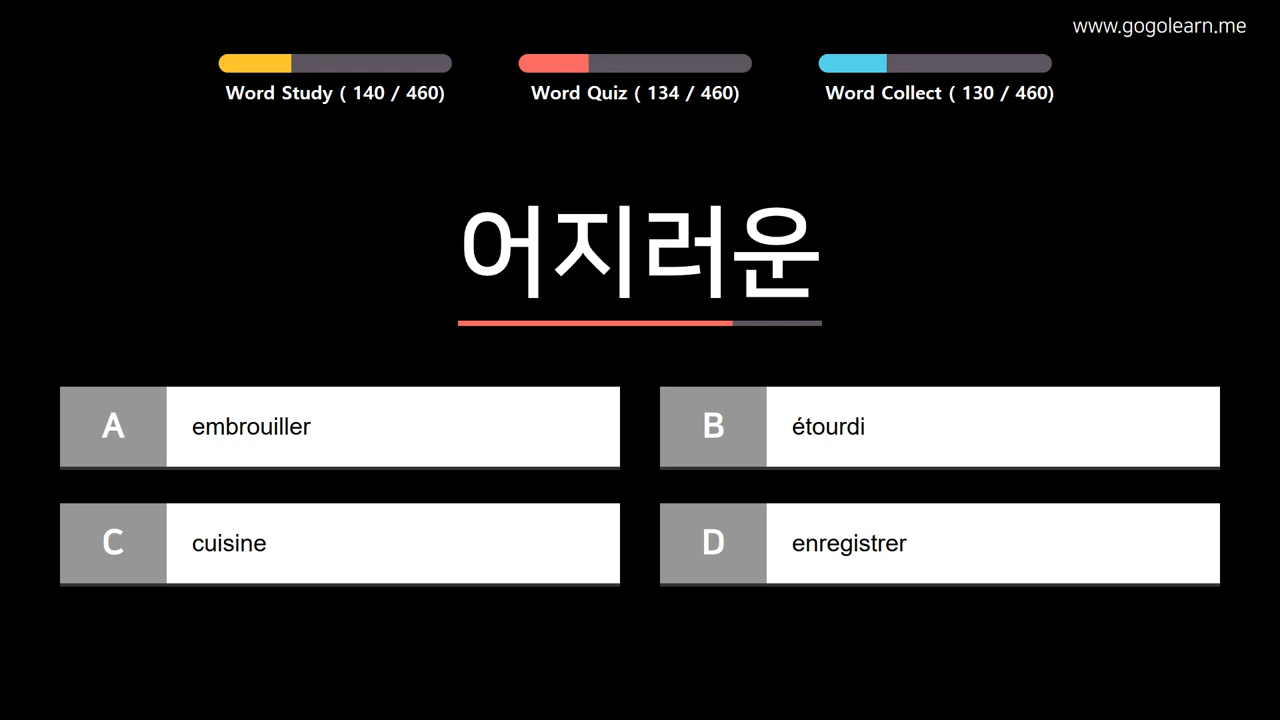 www.gogolearn.me
Word Study ( 140 / 460)
Word Quiz ( 134 / 460)
Word Collect ( 130 / 460)
어지러운
A
embrouiller
B
étourdi
C
cuisine
D
enregistrer